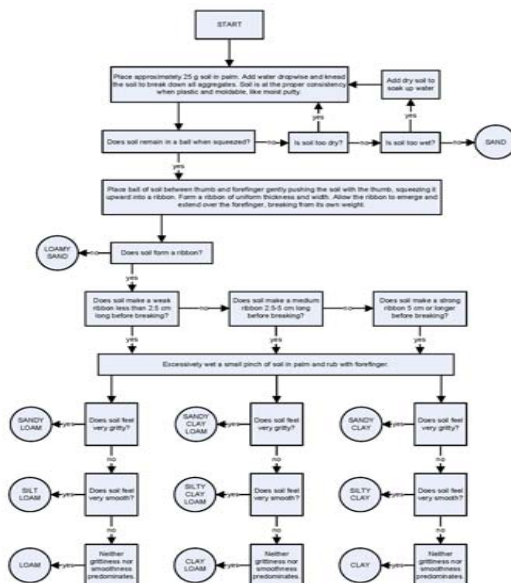 START
Place approximately 25 g soil in palm. Add water dropwise and knead
the soil to break down all aggregates. Soil is at the proper consistency
when plastic and moldable, like moist putty.
Add dry soil to
soak up water
yes
yes
Does soil remain in a ball when squeezed?
no
Is soil too dry?
no
Is soil too wet?
no
SAND
yes
Place ball of soil between thumb and forefinger gently pushing the soil with the thumb, squeezing it
upward into a ribbon. Form a ribbon of uniform thickness and width. Allow the ribbon to emerge and
extend over the forefinger, breaking from its own weight.
LOAMY
SAND
no
Does soil form a ribbon?
yes
Does soil make a weak
ribbon less than 2.5 cm
long before breaking?
no
Does soil make a medium
ribbon 2.5-5 cm
long before breaking?
no
Does soil make a strong
ribbon 5 cm or longer
before breaking?
yes
yes
yes
Excessively wet a small pinch of soil in palm and rub with forefinger.
SANDY
LOAM
yes
Does soil feel
very gritty?
SANDY
CLAY
LOAM
yes
Does soil feel
very gritty?
SANDY
CLAY
yes
Does soil feel
very gritty?
no
no
no
SILT
LOAM
yes
Does soil feel
very smooth?
SILTY
CLAY
LOAM
yes
Does soil feel
very smooth?
SILTY
CLAY
yes
Does soil feel
very smooth?
no
no
no
LOAM
yes
Neither
grittiness nor
smoothness
predominates.
CLAY
LOAM
yes
Neither
grittiness nor
smoothness
predominates.
CLAY
yes
Neither
grittiness nor
smoothness
predominates.